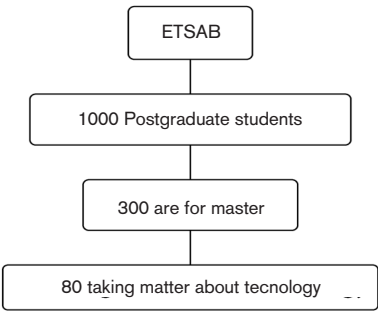 ETSAB
1000 Postgraduate students
300 are for master
80 taking matter about tecnology